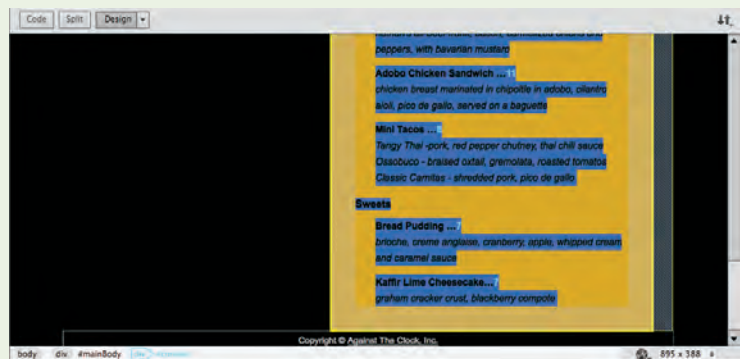 Code Split Design
peppers, with bavarian mustard
Adobo Chicken Sandwich ...11
chicken breast marinated in chipotle in adobo, cilantro
aioli, pico de gallo, served on a baguette
Mini Tacos ...
Tangy Thai -pork, red pepper chutney, thai chili sauce
Ossobuco - braised oxtail, gremolata, roasted tomatos
Classic Carnitas - shredded pork, pico de gallo
Sweets
Bread Pudding ...7
brioche, creme anglaise, cranberry, apple, whipped cream
and caramel sauce
Kaffir Lime Cheesecake...7
graham cracker crust, blackberry compote
Copyright © Against The Clock, Inc.
body div #mainBody 895 x 388